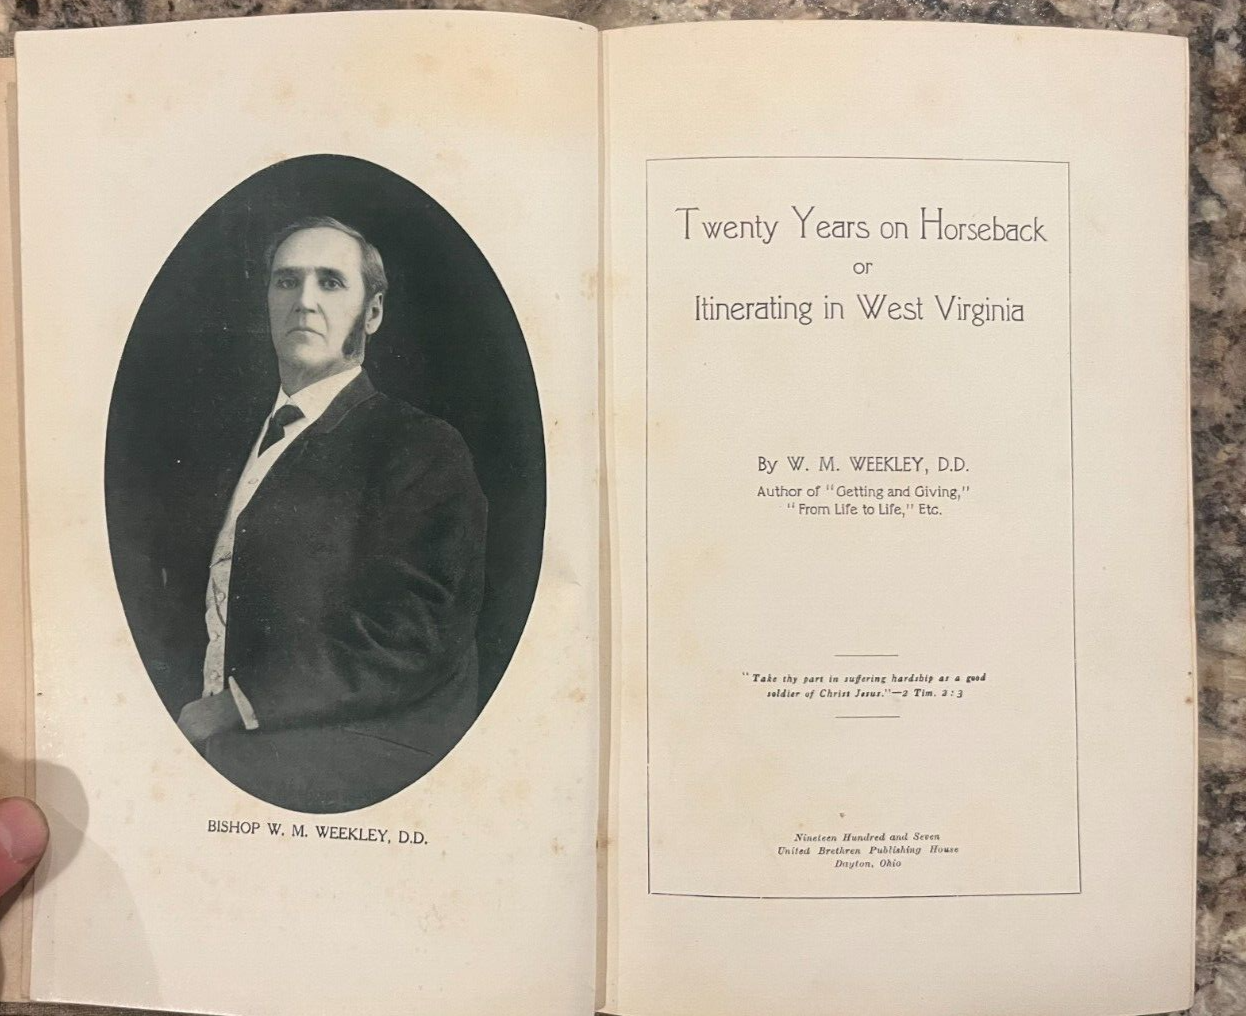 BISHOP W. M. WEEKLEY, D.D.
Twenty Years on Horseback
or
Itinerating in West Virginia
By W. M. WEEKLEY, D.D.
Author of "Getting and Giving,"
"From Life to Life," Etc.
"Take thy part in suffering hardship as a good
soldier of Christ Jesus."—2 Tim. 2:3
Nineteen Hundred and Seven
United Brethren Publishing House
Dayton, Ohio